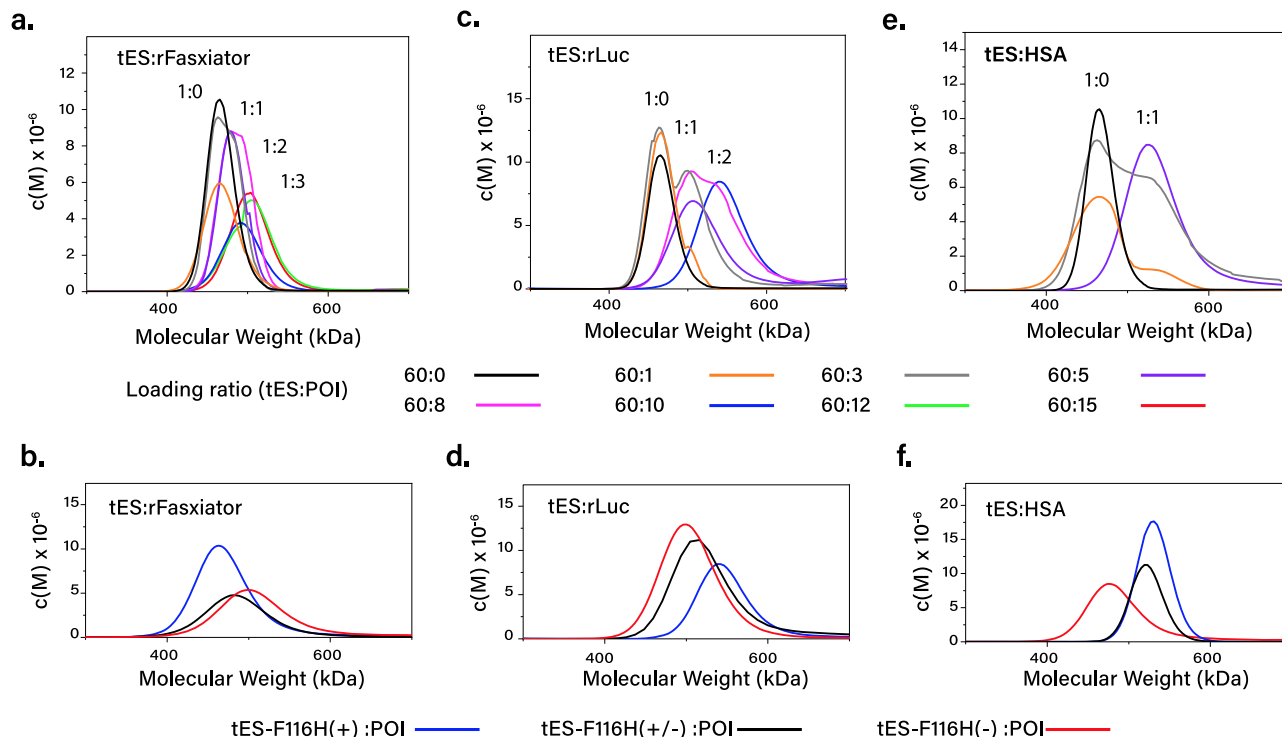 a.
tES:rFasxiator
1:0
1:1
1:2
1:3
c(M) x 10⁻⁶
12
10
8
6
4
2
0
400
600
Molecular Weight (kDa)
c.
tES:rLuc
1:0
1:1
1:2
c(M) x 10⁻⁶
15
10
5
0
400
600
Molecular Weight (kDa)
e.
tES:HSA
1:0
1:1
c(M) x 10⁻⁶
14
12
10
8
6
4
2
0
400
600
Molecular Weight (kDa)
Loading ratio (tES:POI)
60:0
60:1
60:3
60:5
60:8
60:10
60:12
60:15
b.
tES:rFasxiator
c(M) x 10⁻⁶
15
10
5
0
400
600
Molecular Weight (kDa)
d.
tES:rLuc
c(M) x 10⁻⁶
15
10
5
0
400
600
Molecular Weight (kDa)
f.
tES:HSA
c(M) x 10⁻⁶
20
15
10
5
0
400
600
Molecular Weight (kDa)
tES-F116H(+) :POI
tES-F116H(+/-) :POI
tES-F116H(-) :POI